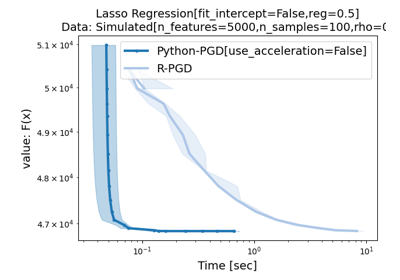 Lasso Regression[fit_intercept=False,reg=0.5]
Data: Simulated[n_features=5000,n_samples=100,rho=0
Python-PGD[use_acceleration=False]
R-PGD
value: F(x)
5.1 × 10⁴
5 × 10⁴
4.9 × 10⁴
4.8 × 10⁴
4.7 × 10⁴
10⁻¹ 10⁰ 10¹
Time [sec]